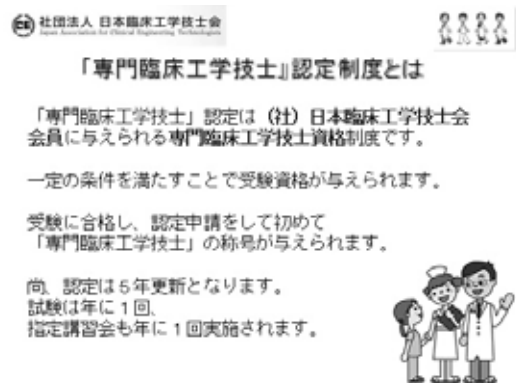 社団法人 日本臨床工学技士会
Japan Association for Clinical Engineering Technologists
「専門臨床工学技士」認定制度とは
「専門臨床工学技士」認定は（社）日本臨床工学技士会
会員に与えられる専門臨床工学技士資格制度です。
一定の条件を満たすことで受験資格が与えられます。
受験に合格し、認定申請をして初めて
「専門臨床工学技士」の称号が与えられます。
尚、認定は５年更新となります。
試験は年に１回、
指定講習会も年に１回実施されます。